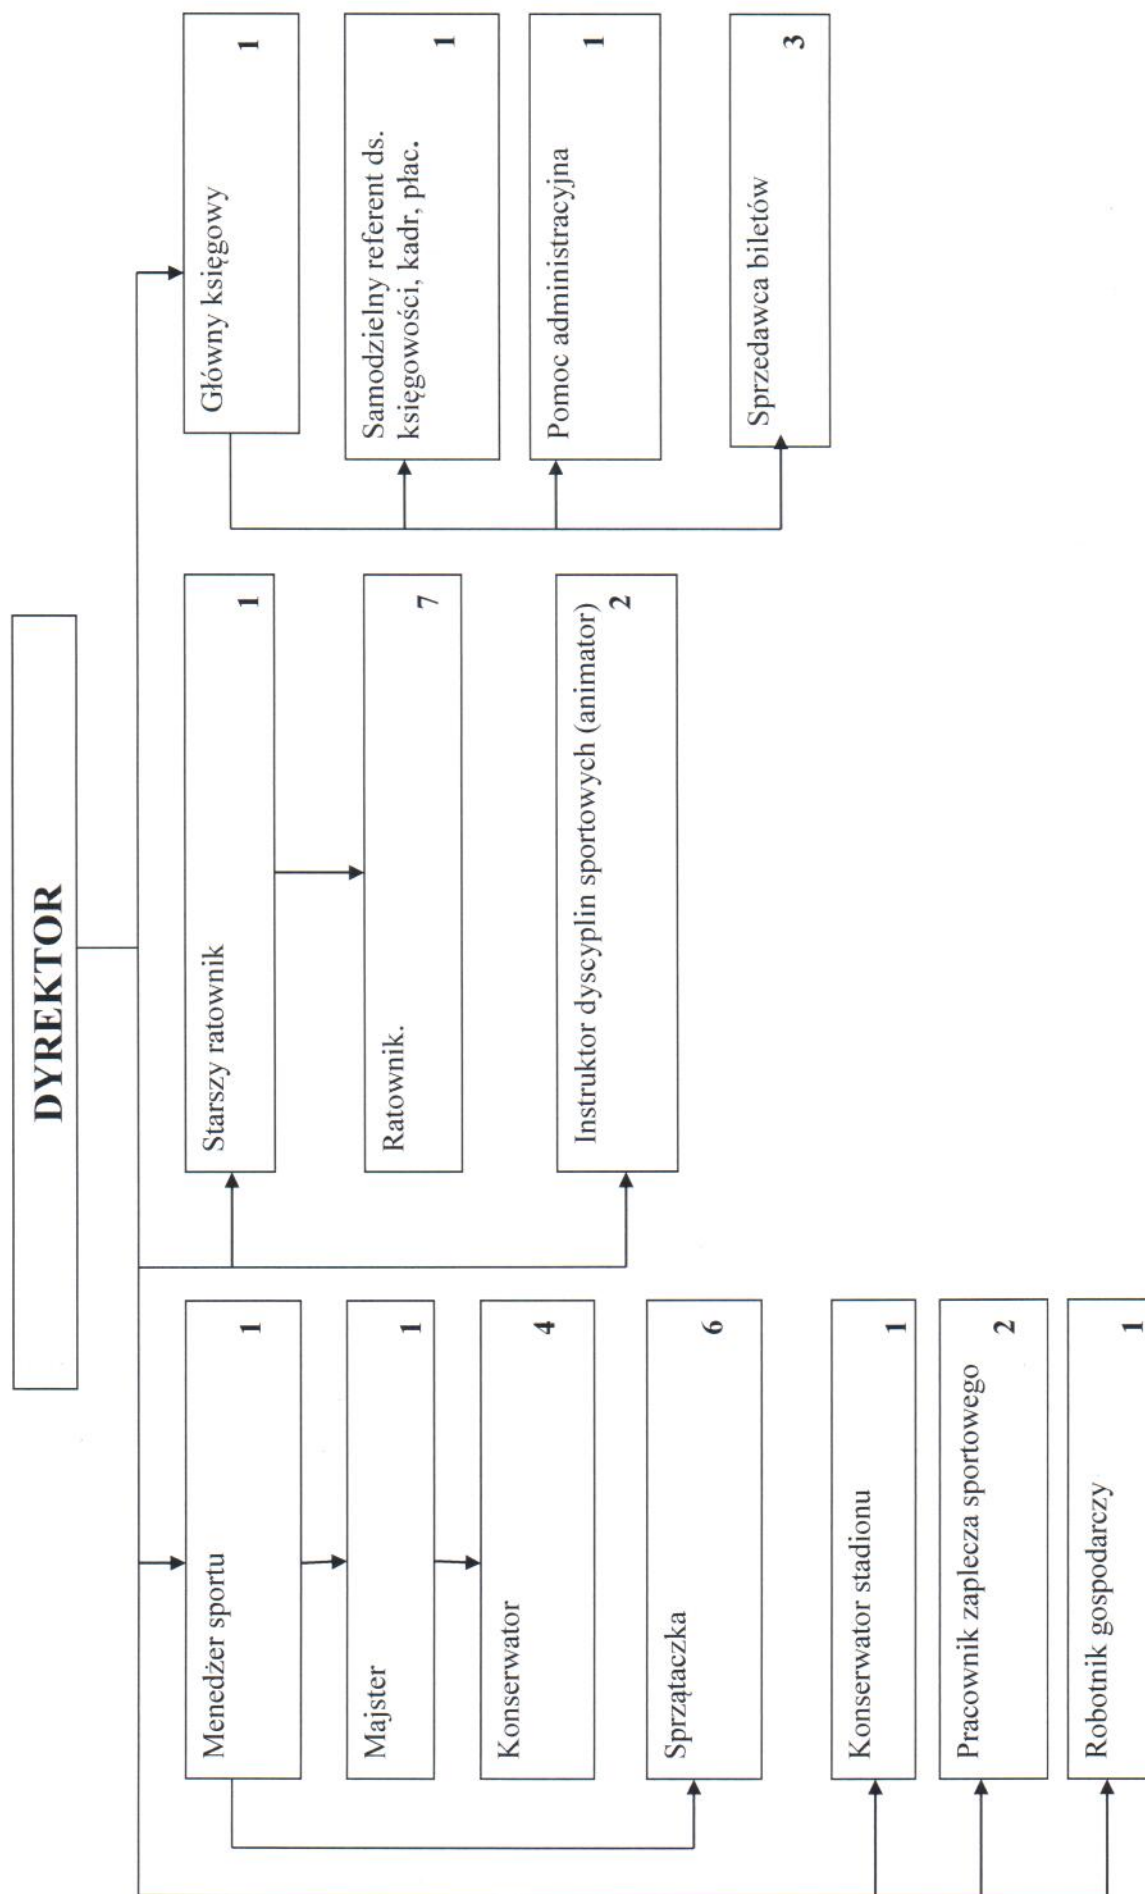 DYREKTOR
Menedżer sportu
1
Majster
1
Konserwator
4
Sprzątaczka
6
Konserwator stadionu
1
Pracownik zaplecza sportowego
2
Robotnik gospodarczy
1
Starszy ratownik
1
Ratownik.
7
Instruktor dyscyplin sportowych (animator)
2
Główny księgowy
1
Samodzielny referent ds.
księgowości, kadr, płac.
1
Pomoc administracyjna
1
Sprzedawca biletów
3